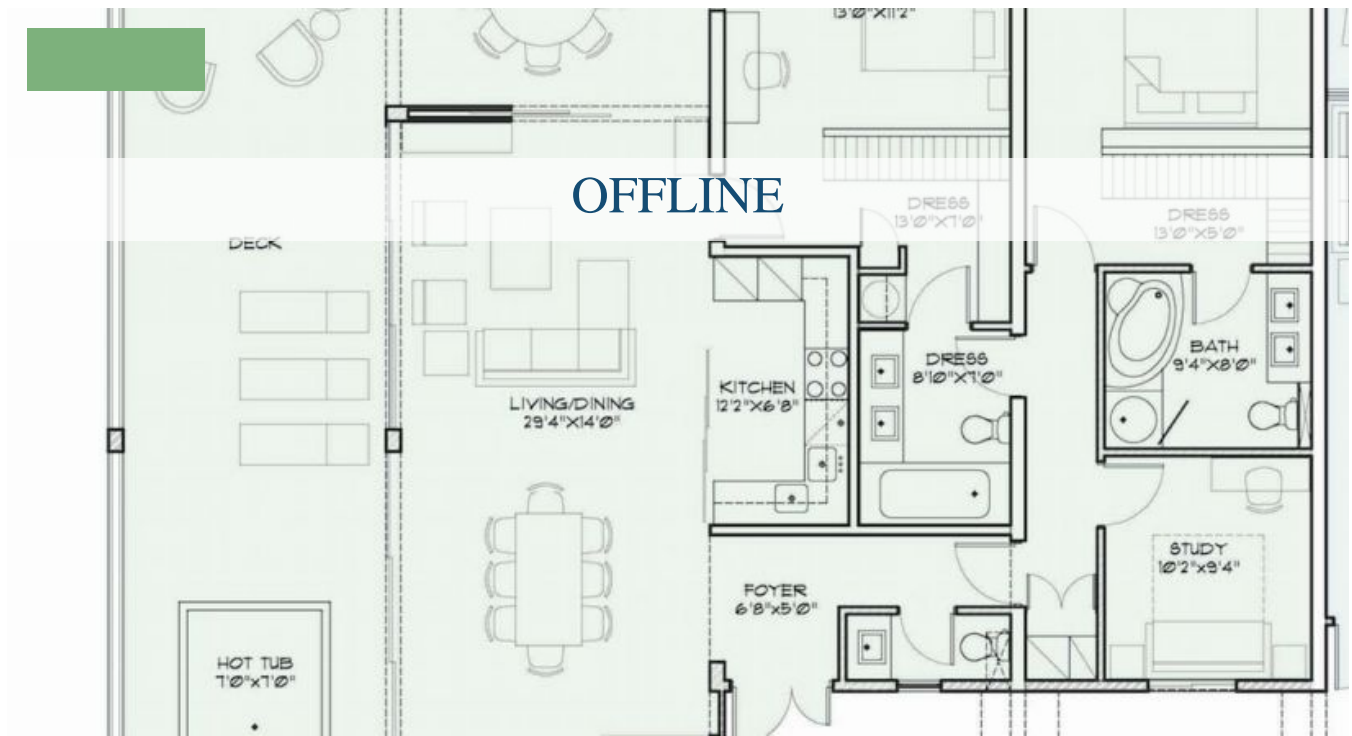 13'0"X11'2"
OFFLINE
DRESS
13'0"X7'0"
DRESS
13'0"X5'0"
DECK
BATH
9'4"X8'0"
DRESS
8'10"X7'0"
KITCHEN
12'2"X6'8"
LIVING/DINING
29'4"X14'0"
STUDY
10'2"x9'4"
FOYER
6'8"x5'0"
HOT TUB
7'0"x7'0"